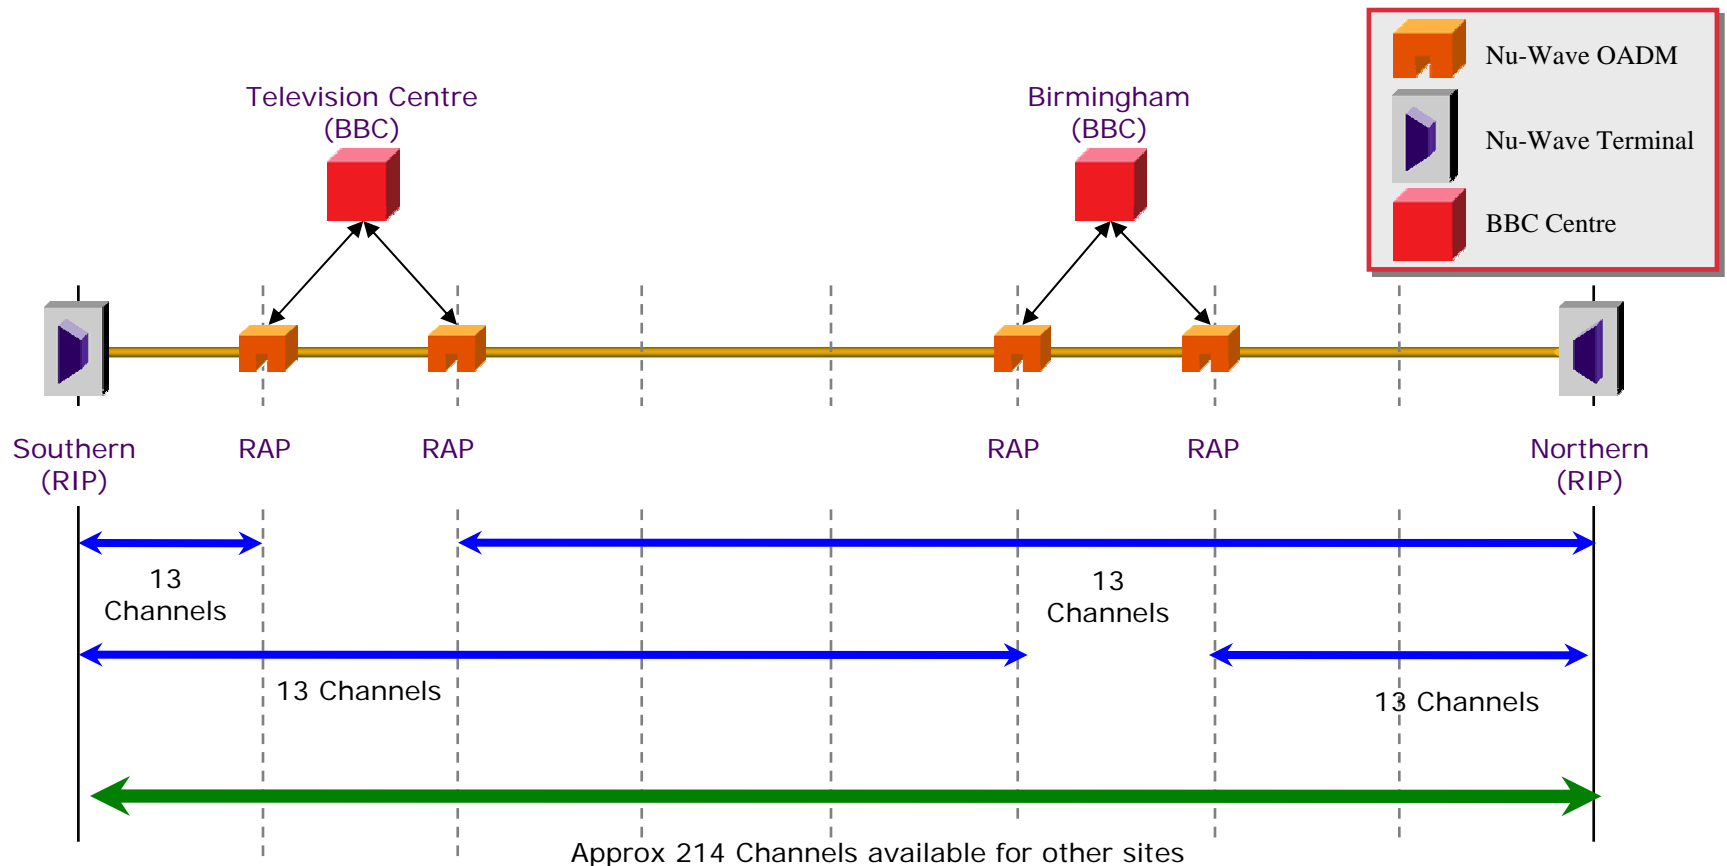 Nu-Wave OADM
Nu-Wave Terminal
BBC Centre
Television Centre
(BBC)
Birmingham
(BBC)
Southern
(RIP)
RAP
RAP
RAP
RAP
Northern
(RIP)
13
Channels
13
Channels
13 Channels
13 Channels
Approx 214 Channels available for other sites